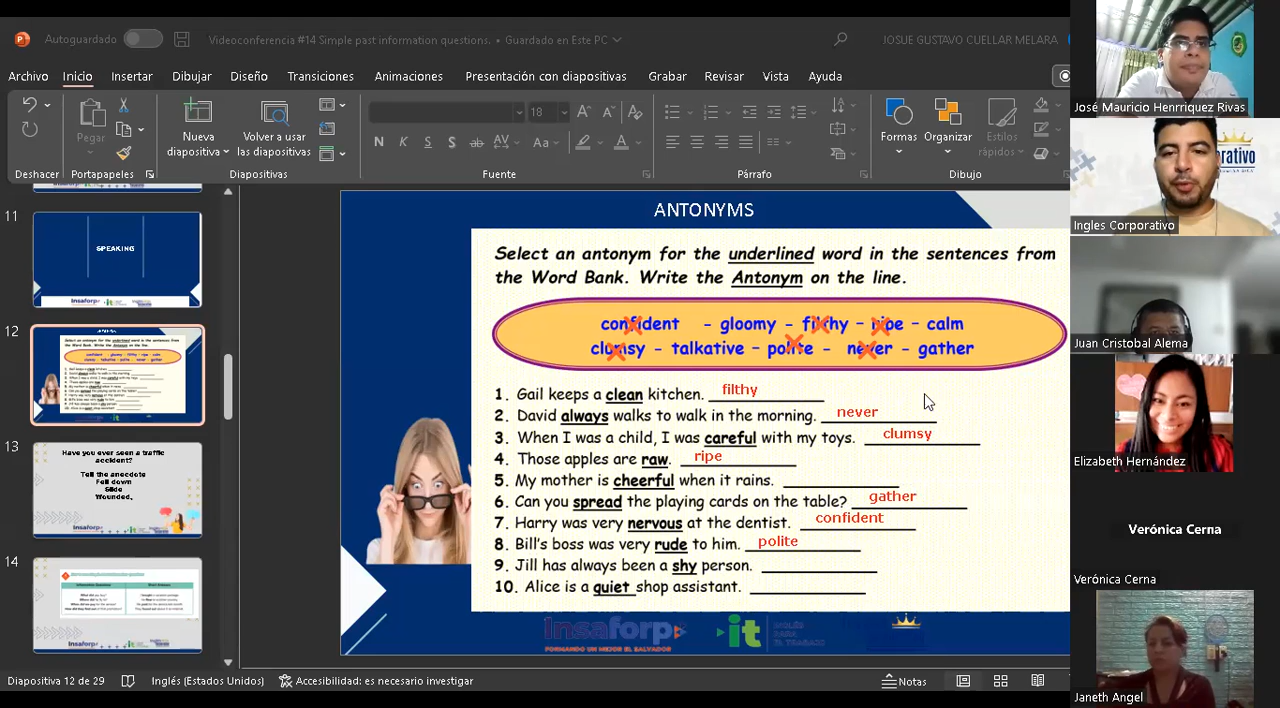 Autoguardado
Videoconferencia #14 Simple past information questions, • Guardado en Este PC
JOSUE GUSTAVO CUELLAR MELARA
Archivo Inicio Insertar Dibujar Diseño Transiciones Animaciones Presentación con diapositivas Grabar Revisar Vista Ayuda
Pegar
Nueva diapositiva
Volver a usar las diapositivas
18
N K S S ab AV Aa A
Formas
Organizar
Estilos rápidos
Deshacer Portapapeles Diapositivas Fuente Párrafo Dibujo
11
SPEAKING
12
13
Have you ever seen a traffic
accident?
Tell the anecdote
Fell down
Slide
Wounded,
14
ANTONYMS
Select an antonym for the underlined word in the sentences from
the Word Bank. Write the Antonym on the line.
confident - gloomy - filthy - ripe - calm
clumsy - talkative - polite - never - gather
1. Gail keeps a clean kitchen. filthy
2. David always walks to walk in the morning. never
3. When I was a child, I was careful with my toys. clumsy
4. Those apples are raw. ripe
5. My mother is cheerful when it rains.
6. Can you spread the playing cards on the table? gather
7. Harry was very nervous at the dentist. confident
8. Bill's boss was very rude to him. polite
9. Jill has always been a shy person.
10. Alice is a quiet shop assistant.
Insaforp
FORMANDO UN MEJOR EL SALVADOR
it
INGLÉS
PARA
EL TRABAJO
Diapositiva 12 de 29
Inglés (Estados Unidos)
Accesibilidad: es necesario investigar
Notas
José Mauricio Henrriquez Rivas
Ingles Corporativo
Juan Cristobal Alema
Elizabeth Hernández
Verónica Cerna
Verónica Cerna
Janeth Angel